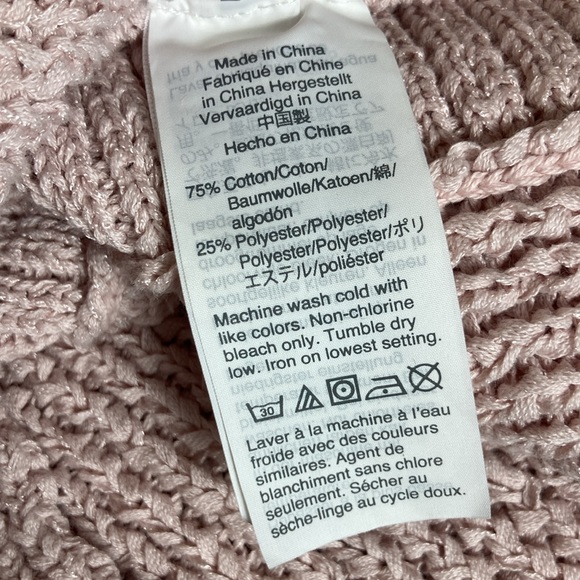 Made in China
Fabriqué en Chine
in China Hergestellt
Vervaardigd in China
中国製
Hecho en China
75% Cotton/Coton/
Baumwolle/Katoen/綿/
algodón
25% Polyester/Polyester/
Polyester/Polyester/ポリ
エステル/poliéster
Machine wash cold with
like colors. Non-chlorine
bleach only. Tumble dry
low. Iron on lowest setting.
30
Laver à la machine à l'eau
froide avec des couleurs
similaires. Agent de
blanchiment sans chlore
seulement. Sécher au
sèche-linge au cycle doux.